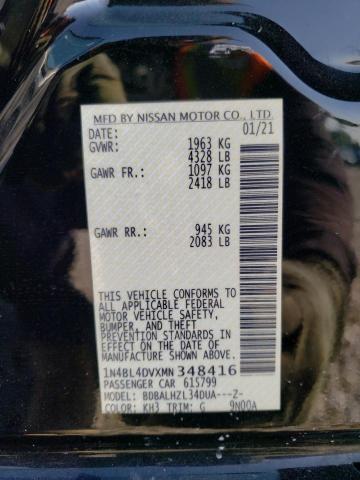 MFD BY NISSAN MOTOR CO., LTD.
DATE: 01/21
GVWR: 1963 KG
4328 LB
GAWR FR.: 1097 KG
2418 LB
GAWR RR.: 945 KG
2083 LB
THIS VEHICLE CONFORMS TO
ALL APPLICABLE FEDERAL
MOTOR VEHICLE SAFETY,
BUMPER, AND THEFT
PREVENTION STANDARDS IN
EFFECT ON THE DATE OF
MANUFACTURE SHOWN ABOVE.
1N4BL4DVXMN348416
PASSENGER CAR 615799
MODEL: BDBALHZL34DUA---Z-
COLOR: KH3 TRIM: G 9N00A